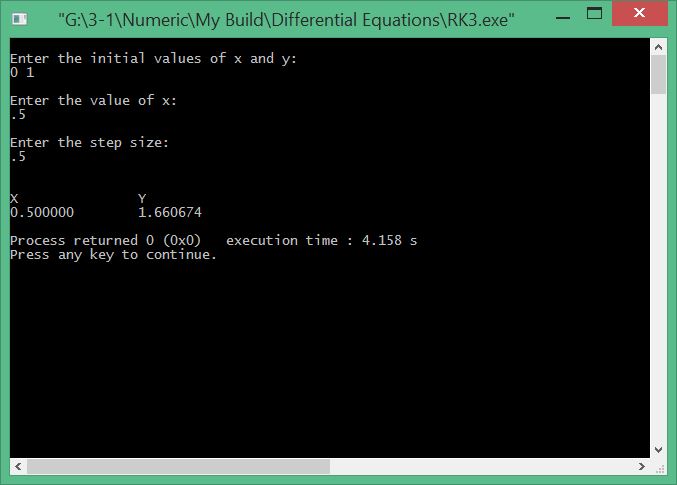 "G:\3-1\Numeric\My Build\Differential Equations\RK3.exe"
Enter the initial values of x and y:
0 1
Enter the value of x:
.5
Enter the step size:
.5
X Y
0.500000 1.660674
Process returned 0 (0x0) execution time : 4.158 s
Press any key to continue.